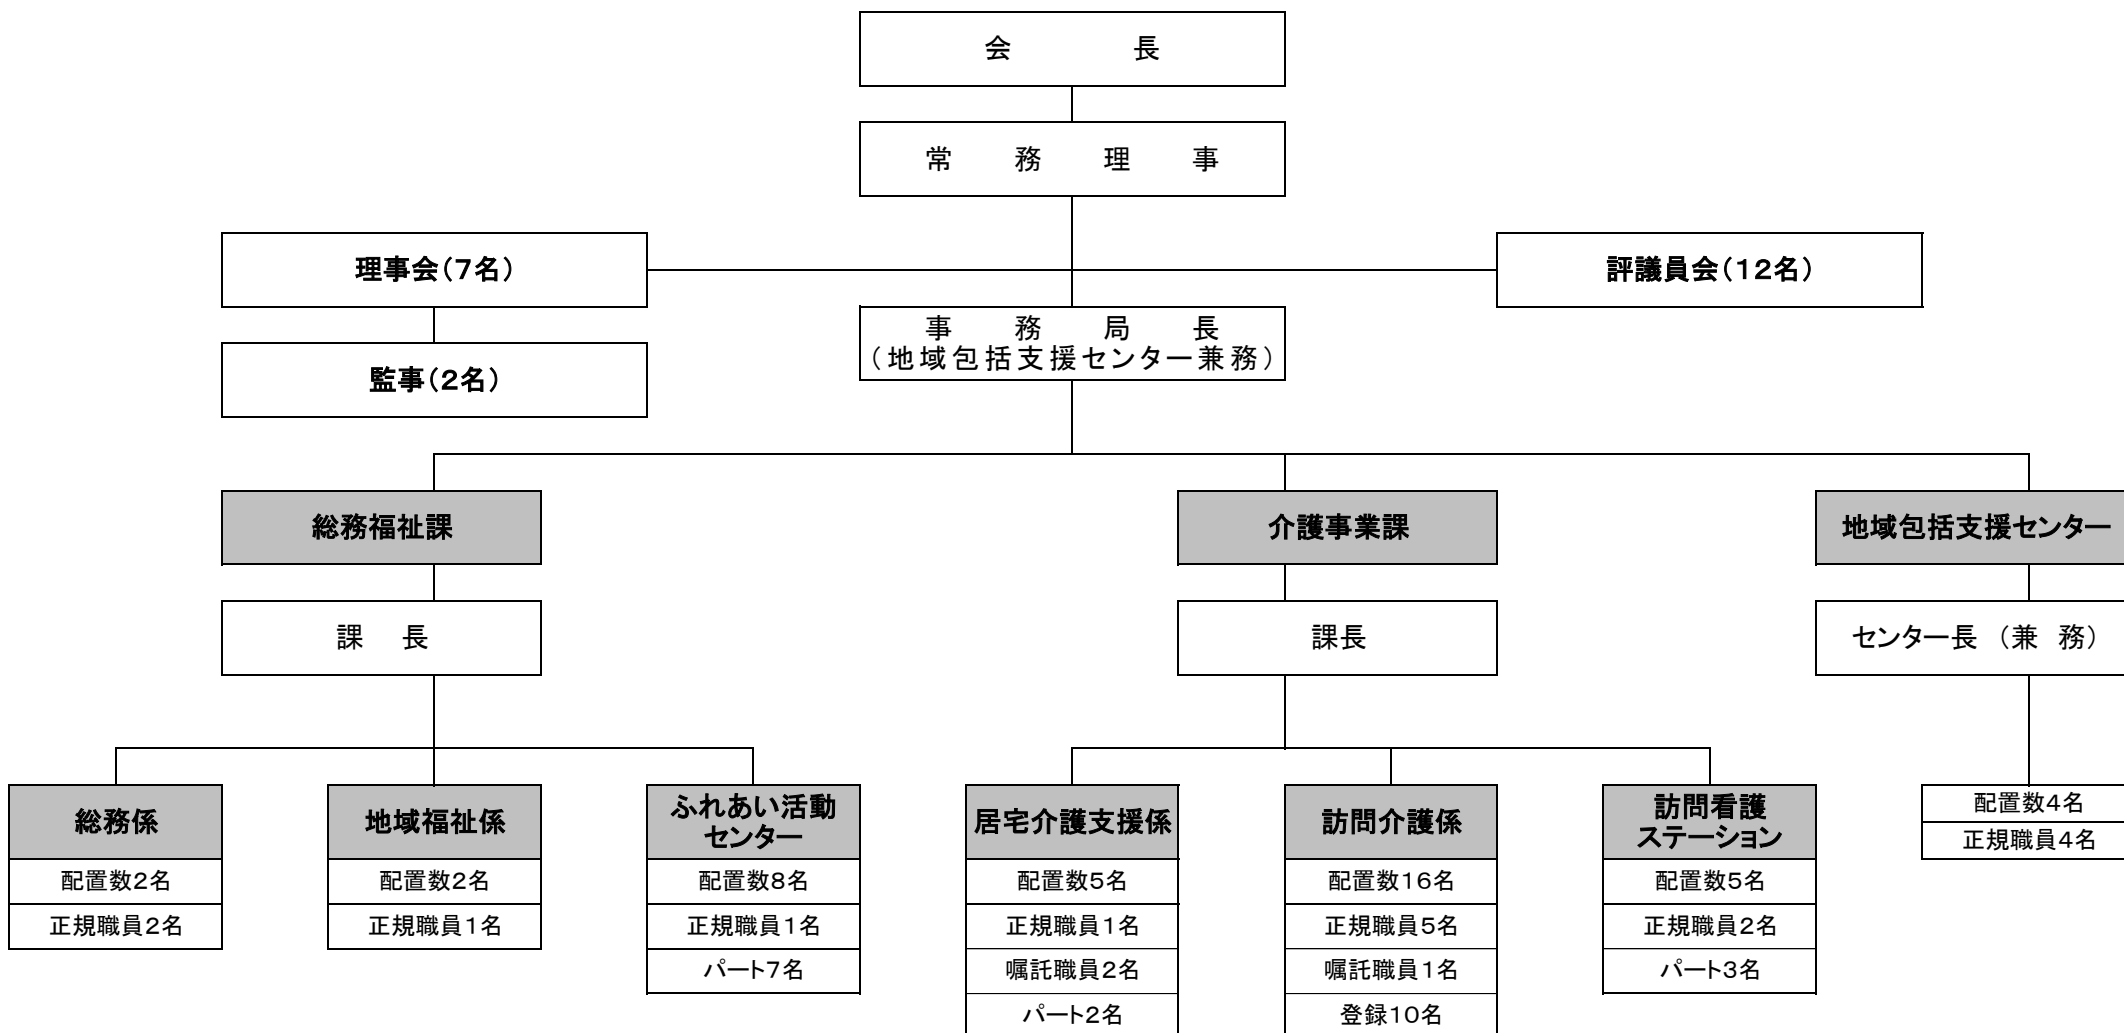 会　　　　長
常　務　理　事
理事会（７名）
評議員会（１２名）
事　務　局　長
（地域包括支援センター兼務）
監事（２名）
総務福祉課
介護事業課
地域包括支援センター
課　長
課長
センター長　（兼　務）
総務係
配置数２名
正規職員２名
地域福祉係
配置数２名
正規職員１名
ふれあい活動
センター
配置数８名
正規職員１名
パート７名
居宅介護支援係
配置数５名
正規職員１名
嘱託職員２名
パート２名
訪問介護係
配置数１６名
正規職員５名
嘱託職員１名
登録１０名
訪問看護
ステーション
配置数５名
正規職員２名
パート３名
配置数４名
正規職員４名